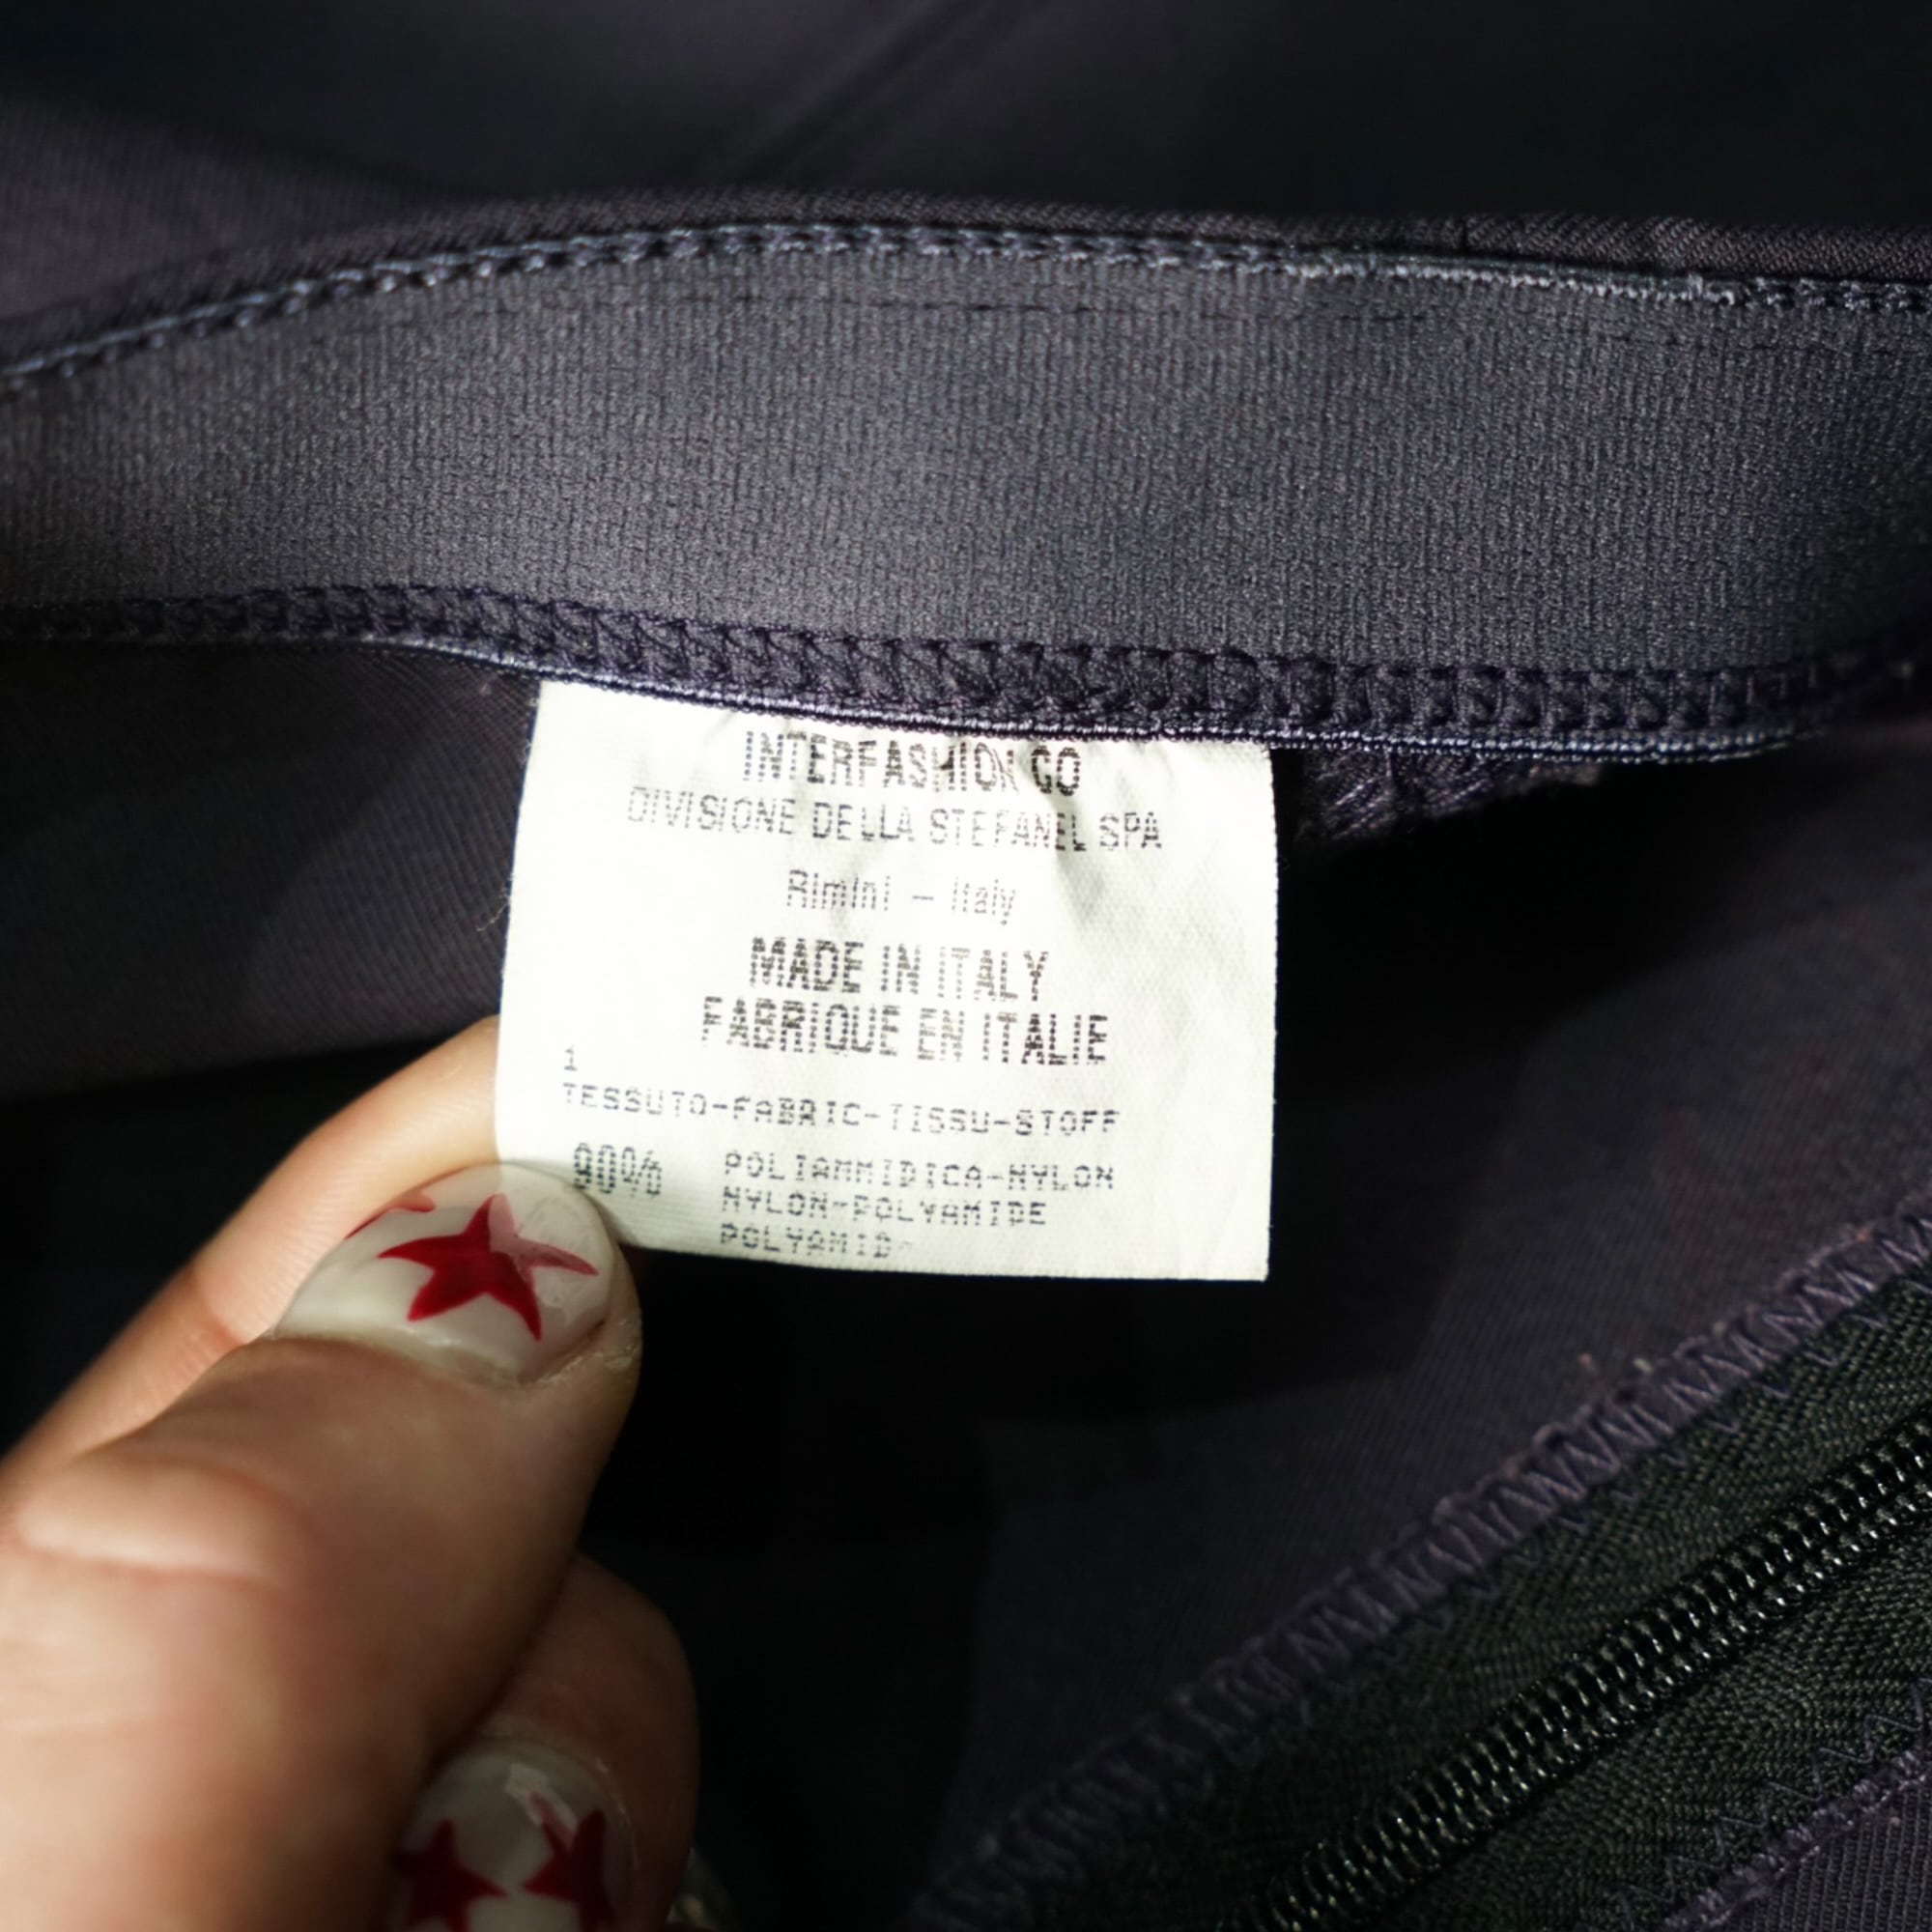 INTERFASHION GO
DIVISIONE DELLA STEFANEL SPA
Rimini - Italy
MADE IN ITALY
FABRIQUE EN ITALIE
1
TESSUTO-FABRIC-TISSU-STOFF
POLIAMMIDICA-NYLON
NYLON-POLYAMIDE
POLYAMID-